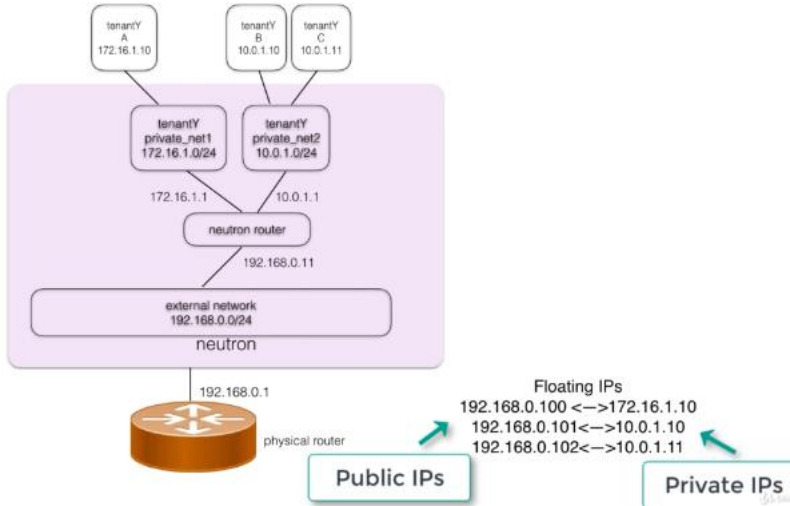 tenantY
A
172.16.1.10
tenantY
B
10.0.1.10
tenantY
C
10.0.1.11
tenantY
private_net1
172.16.1.0/24
tenantY
private_net2
10.0.1.0/24
172.16.1.1
10.0.1.1
neutron router
192.168.0.11
external network
192.168.0.0/24
neutron
192.168.0.1
physical router
Floating IPs
192.168.0.100 <—>172.16.1.10
192.168.0.101<—>10.0.1.10
192.168.0.102<—>10.0.1.11
Public IPs
Private IPs